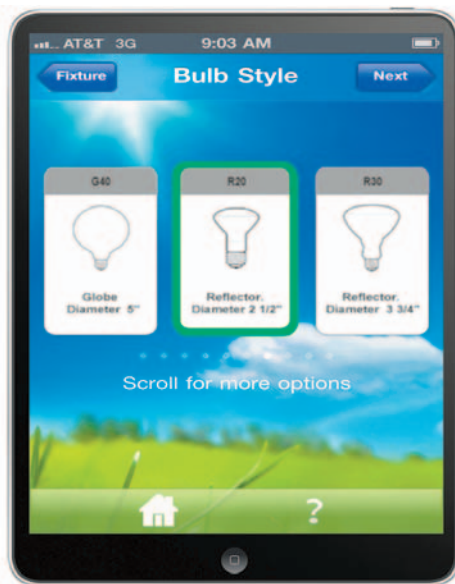 AT&T 3G 9:03 AM
Fixture Bulb Style Next
G40 R20 R30
Globe Reflector. Reflector.
Diameter 5" Diameter 2 1/2" Diameter 3 3/4"
Scroll for more options
?